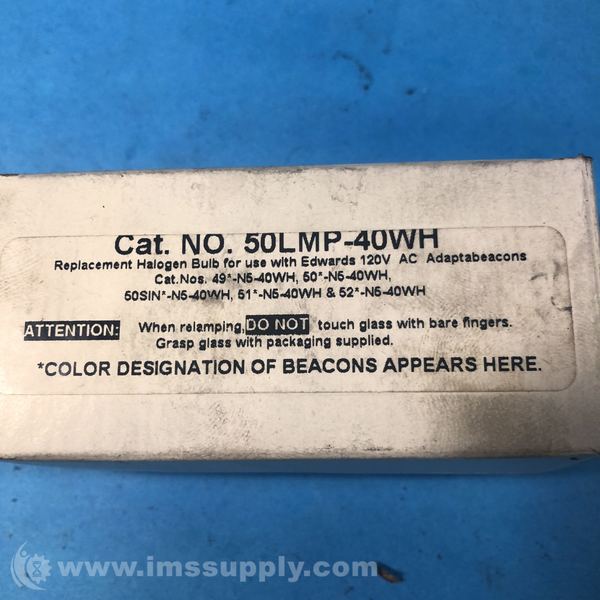 Cat. NO. 50LMP-40WH
Replacement Halogen Bulb for use with Edwards 120V AC Adaptabeacons
Cat.Nos. 49*-N5-40WH, 50*-N5-40WH,
50SIN*-N5-40WH, 51*-N5-40WH & 52*-N5-40WH
ATTENTION: When relamping, DO NOT touch glass with bare fingers.
Grasp glass with packaging supplied.
*COLOR DESIGNATION OF BEACONS APPEARS HERE.
IMS
www.imssupply.com